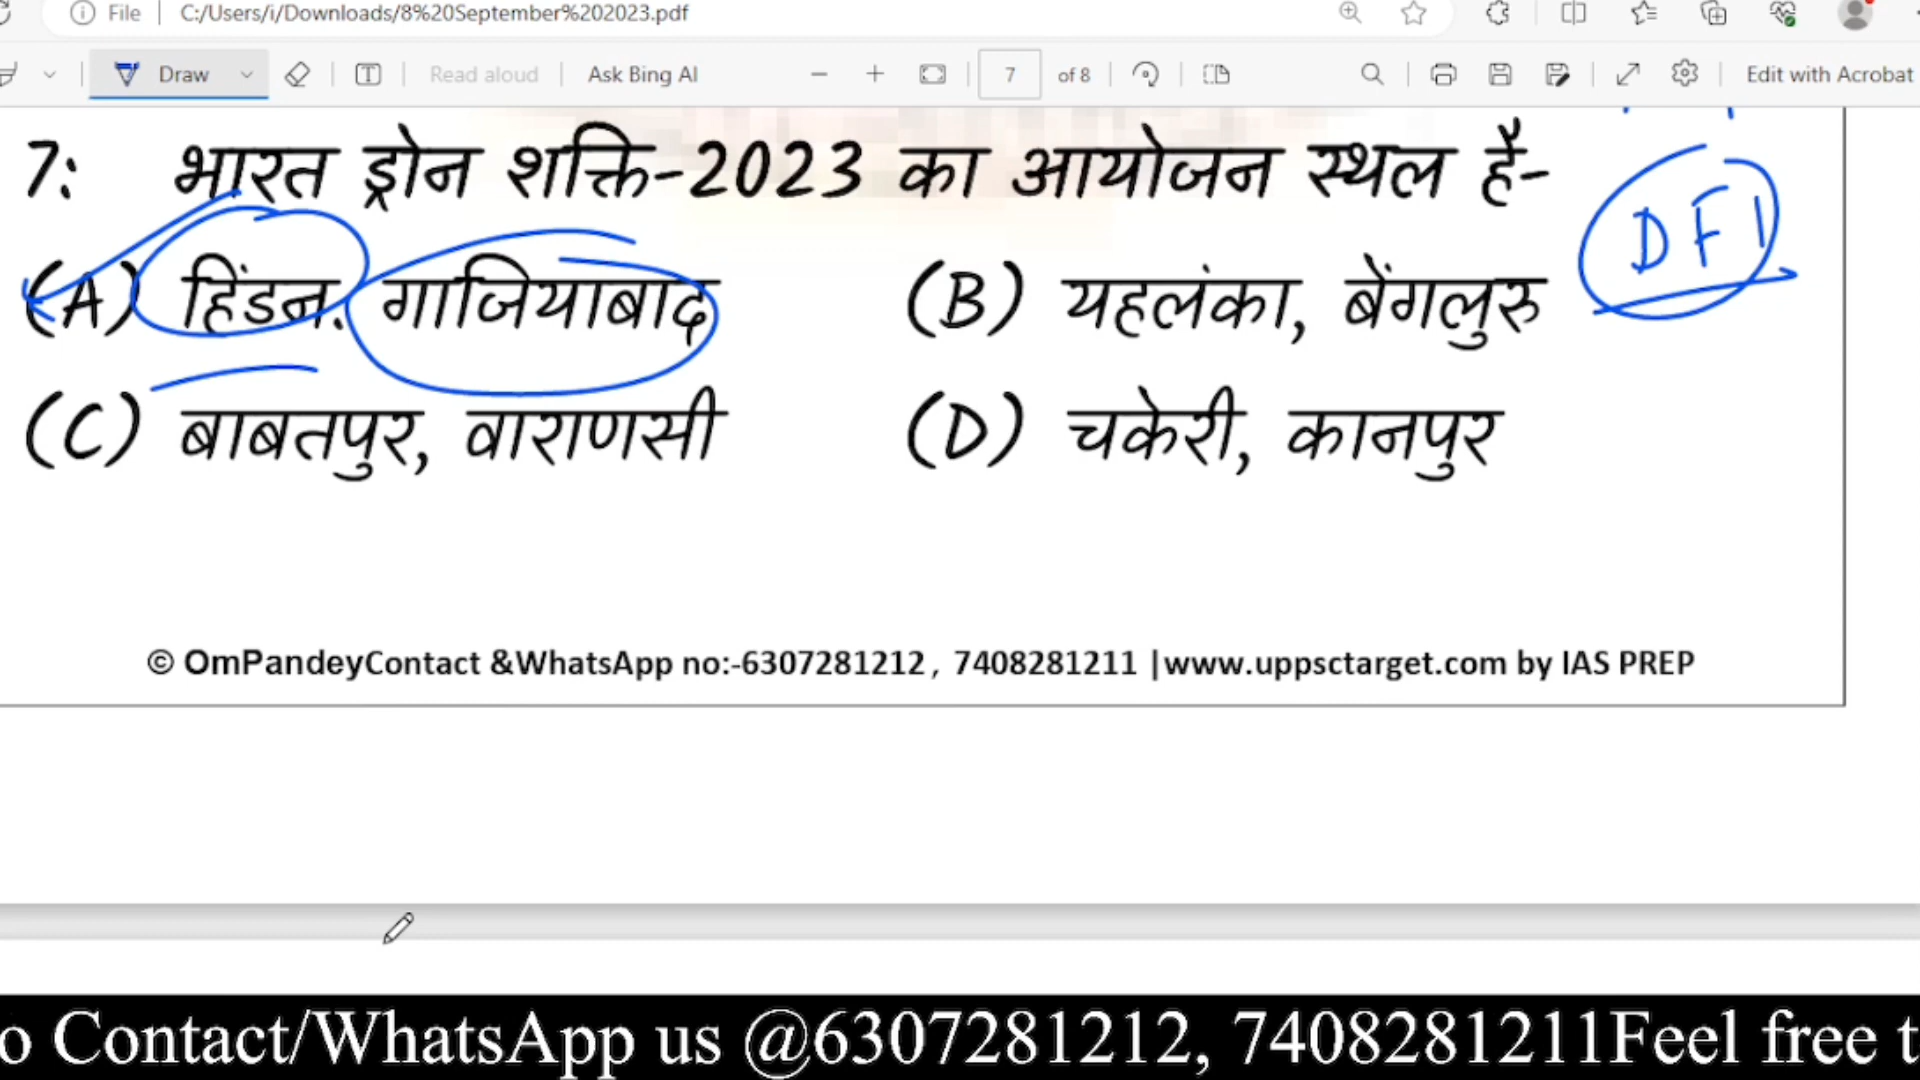 File | C:/Users/i/Downloads/8%20September%202023.pdf
Draw Read aloud Ask Bing AI 7 of 8 Edit with Acrobat
7: भारत ड्रोन शक्ति-2023 का आयोजन स्थल है-
DFI
(A) हिंडन, गाजियाबाद (B) यहलंका, बेंगलुरु
(C) बाबतपुर, वाराणसी (D) चकेरी, कानपुर
© OmPandeyContact &WhatsApp no:-6307281212, 7408281211 |www.uppsctarget.com by IAS PREP
o Contact/WhatsApp us @6307281212, 7408281211Feel free t